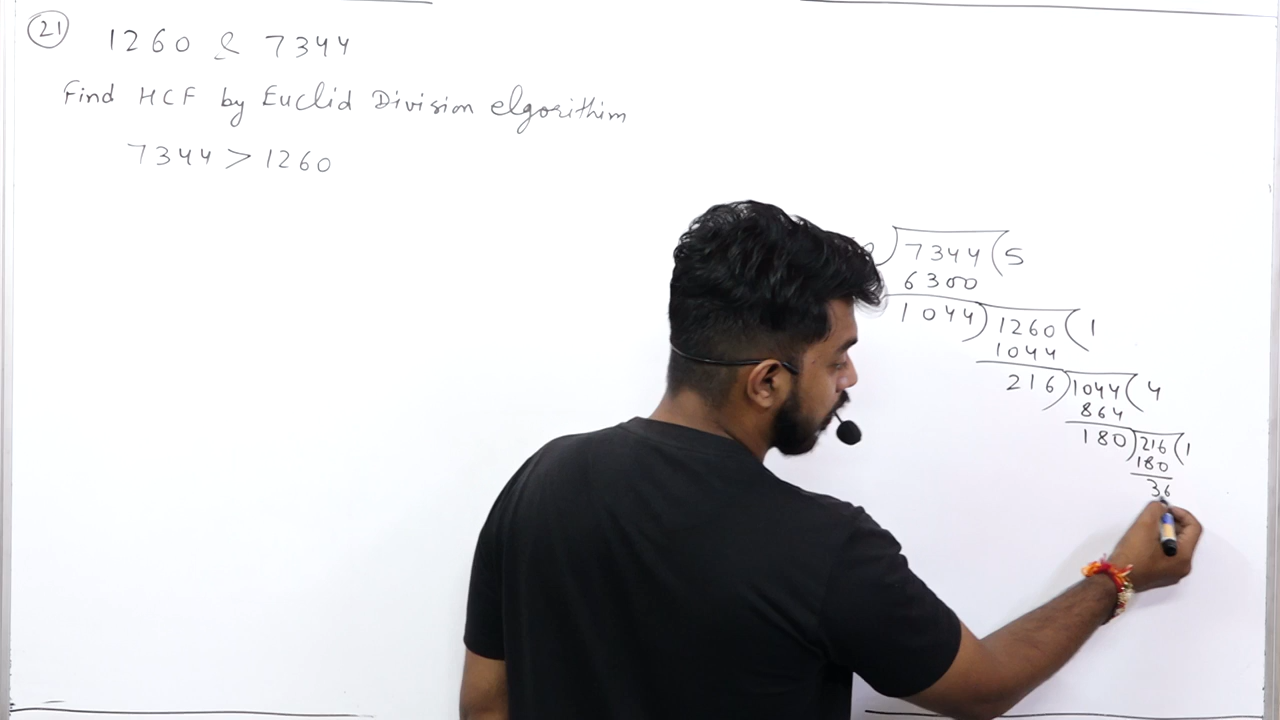 21
1260 & 7344
Find HCF by Euclid Division elgorithim
7344 > 1260
7344 ( 5
6300
1044 ) 1260 ( 1
1044
216 ) 1044 ( 4
864
180 ) 216 ( 1
180
36